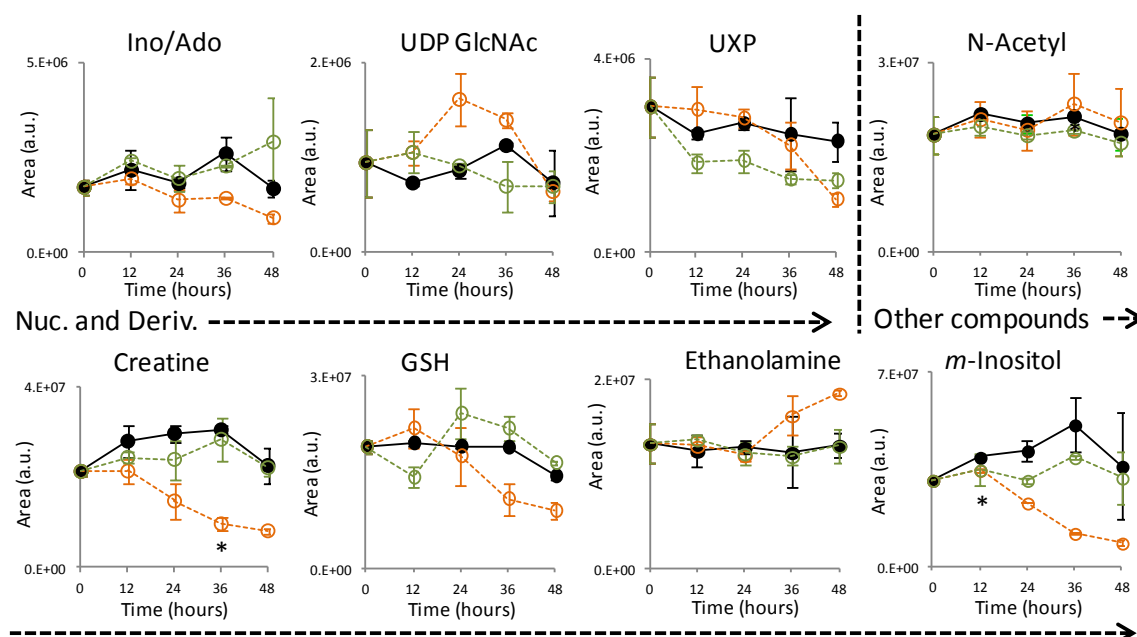 Ino/Ado
5.E+06
0.E+00
Area (a.u.)
0 12 24 36 48
Time (hours)
UDP GlcNAc
2.E+06
0.E+00
Area (a.u.)
0 12 24 36 48
Time (hours)
UXP
4.E+06
0.E+00
Area (a.u.)
0 12 24 36 48
Time (hours)
N-Acetyl
3.E+07
0.E+00
Area (a.u.)
*
0 12 24 36 48
Time (hours)
Nuc. and Deriv.
Other compounds
Creatine
4.E+07
0.E+00
Area (a.u.)
*
0 12 24 36 48
Time (hours)
GSH
3.E+07
0.E+00
Area (a.u.)
0 12 24 36 48
Time (hours)
Ethanolamine
2.E+07
0.E+00
Area (a.u.)
0 12 24 36 48
Time (hours)
m-Inositol
7.E+07
0.E+00
Area (a.u.)
*
0 12 24 36 48
Time (hours)